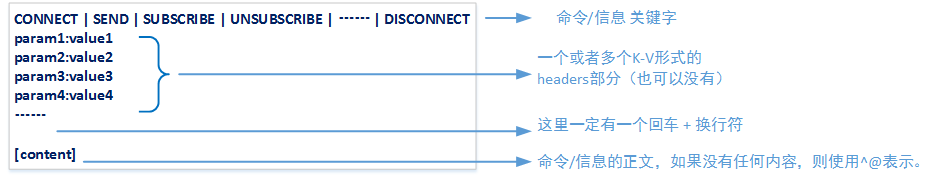 CONNECT | SEND | SUBSCRIBE | UNSUBSCRIBE | ------ | DISCONNECT
命令/信息 关键字
param1:value1
param2:value2
param3:value3
param4:value4
------
一个或者多个K-V形式的
headers部分（也可以没有）
这里一定有一个回车 + 换行符
[content]
命令/信息的正文，如果没有任何内容，则使用^@表示。